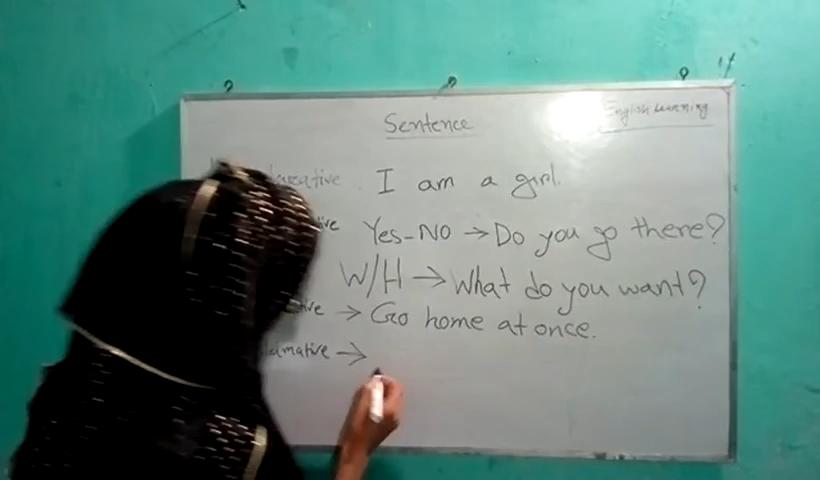 Sentence
English Learning
I am a girl.
Yes-No → Do you go there?
W/H → What do you want?
→ Go home at once.
→